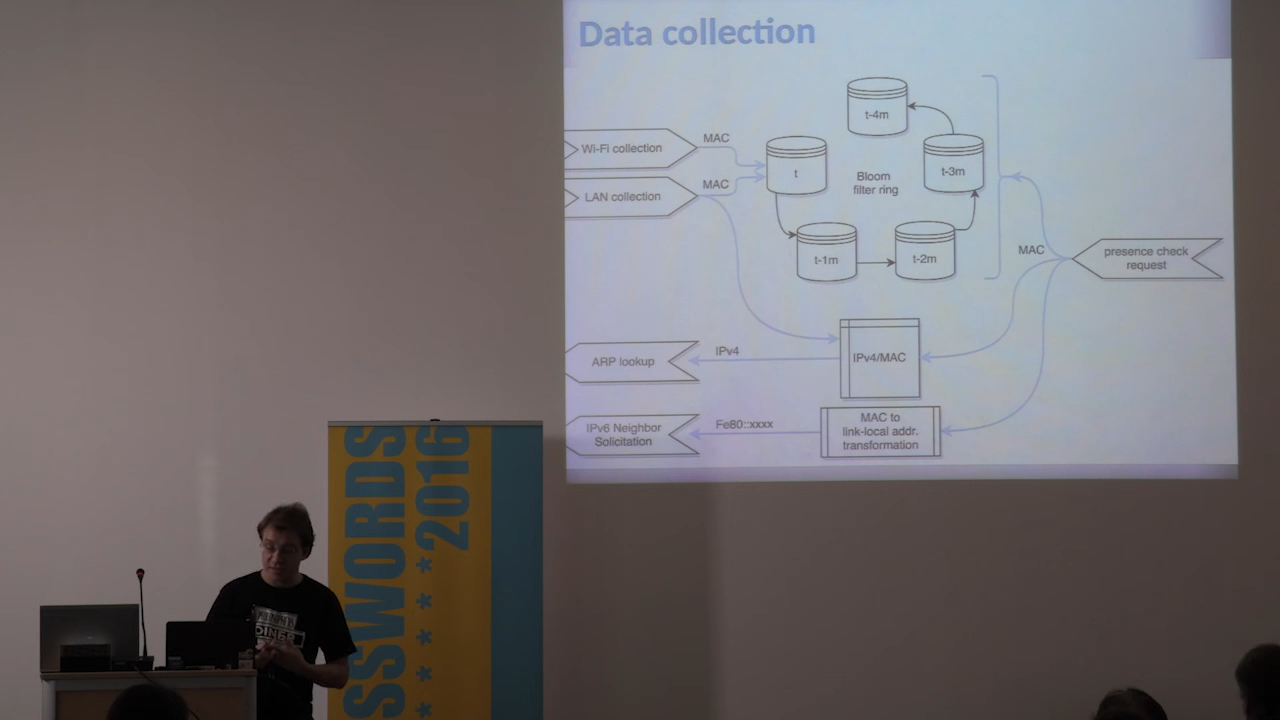 Data collection
t-4m
Wi-Fi collection
MAC
t
t-3m
Bloom
filter ring
LAN collection
MAC
t-1m
t-2m
MAC
presence check
request
ARP lookup
IPv4
IPv4/MAC
IPv6 Neighbor
Solicitation
Fe80::xxxx
MAC to
link-local addr.
transformation
SSWORDS
* * * * * 2016
DINER